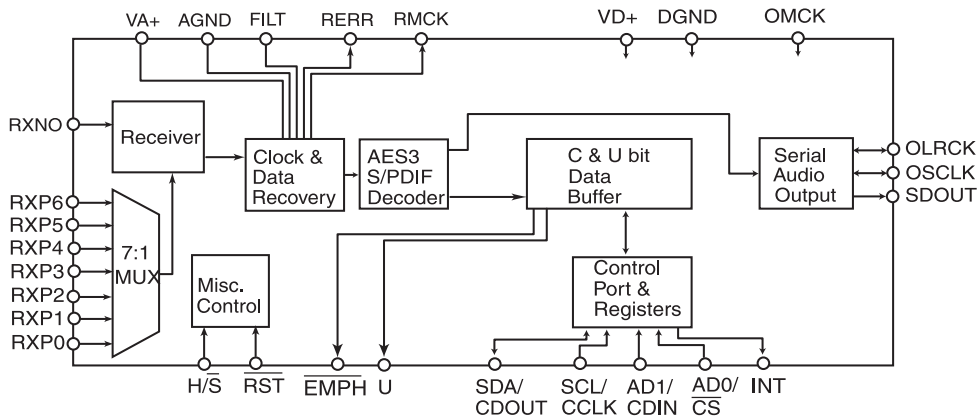 VA+ AGND FILT RERR RMCK VD+ DGND OMCK
RXN0
Receiver
Clock &
Data
Recovery
AES3
S/PDIF
Decoder
C & U bit
Data
Buffer
Serial
Audio
Output
OLRCK
OSCLK
SDOUT
RXP6
RXP5
RXP4
RXP3
RXP2
RXP1
RXP0
7:1
MUX
Misc.
Control
Control
Port &
Registers
H/S RST EMPH U
SDA/
CDOUT
SCL/
CCLK
AD1/
CDIN
AD0/
CS
INT